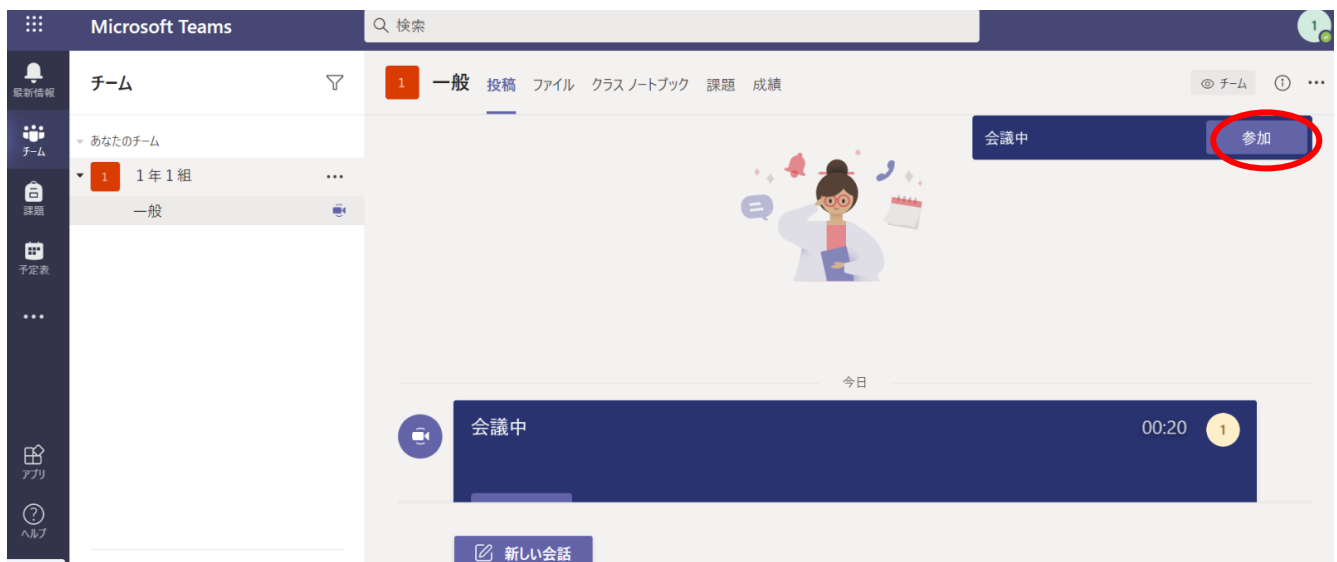 Microsoft Teams
検索
1
最新情報
チーム
課題
予定表
アプリ
ヘルプ
チーム
あなたのチーム
1
1年1組
一般
1
一般 投稿 ファイル クラス ノートブック 課題 成績
チーム
会議中
参加
今日
会議中
00:20
1
新しい会話